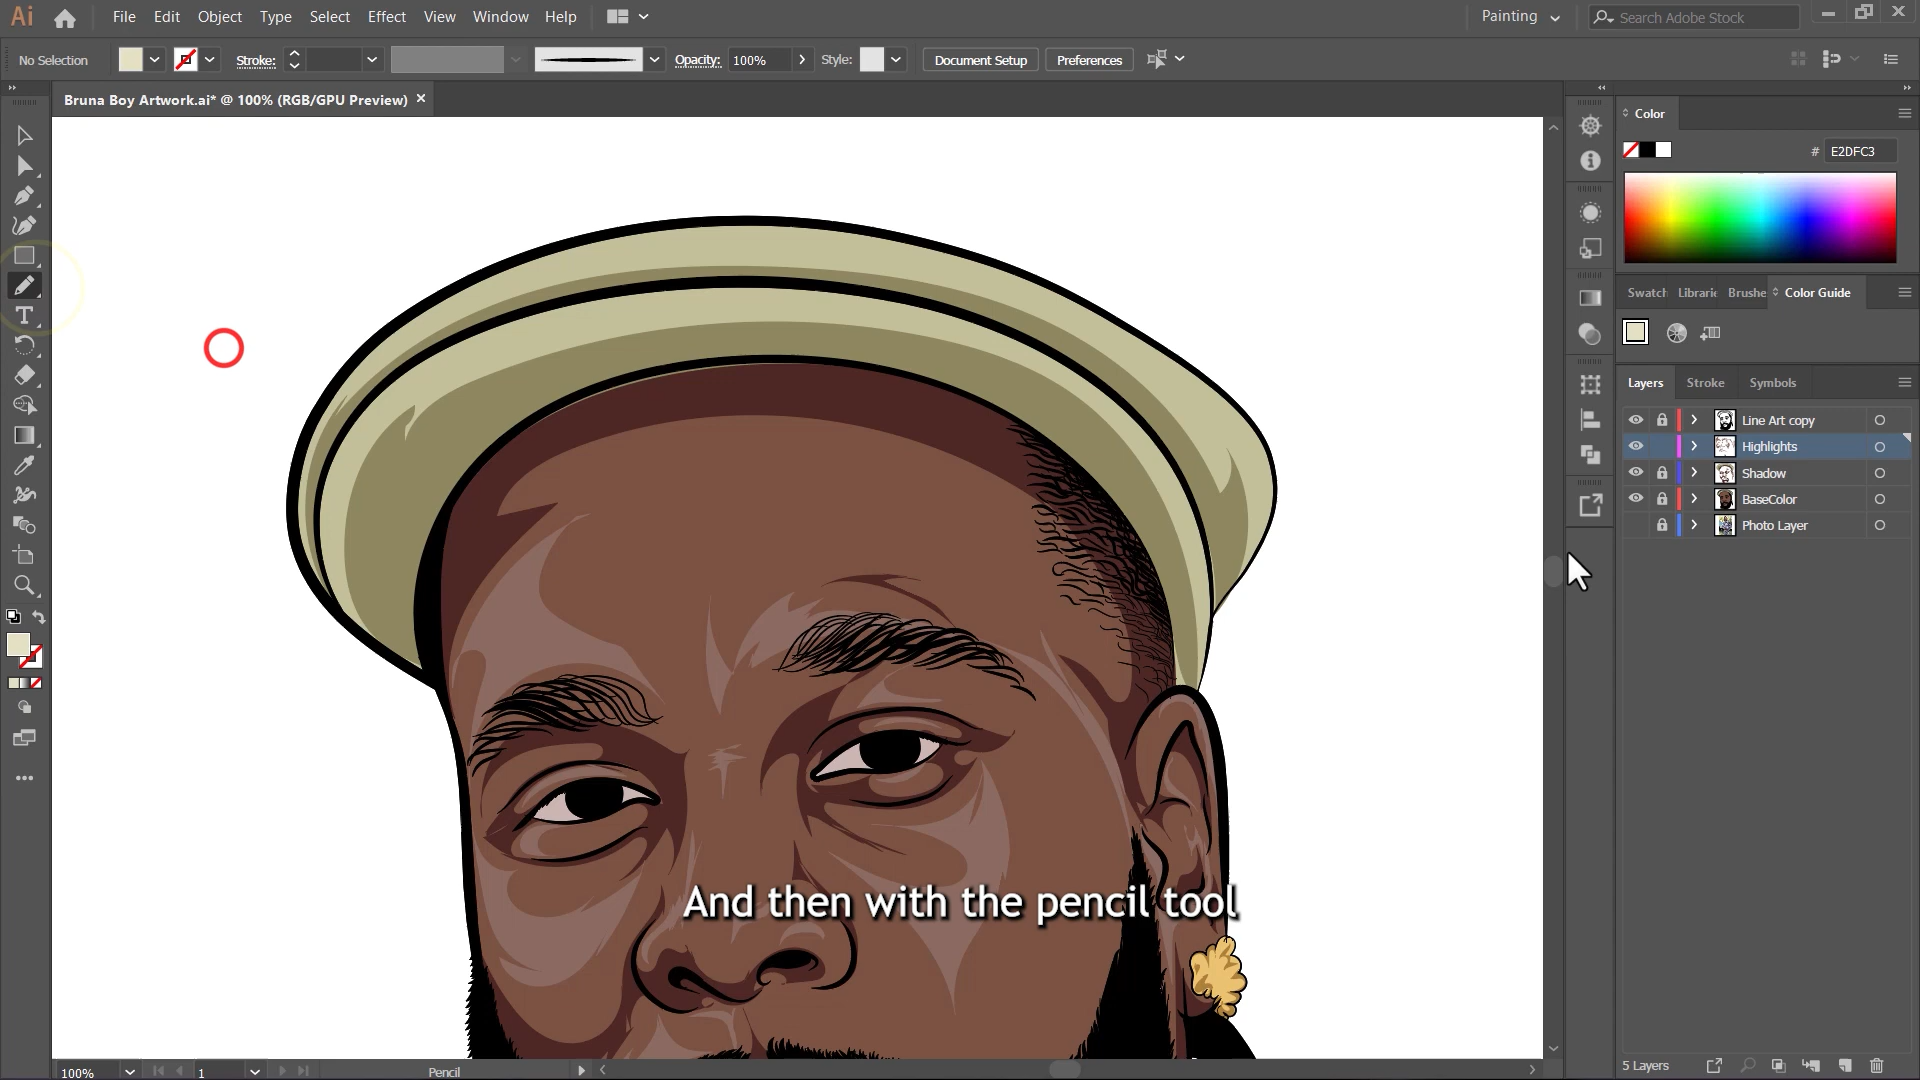 Ai File Edit Object Type Select Effect View Window Help Painting Search Adobe Stock
No Selection Stroke: Opacity: 100% Style: Document Setup Preferences
Bruna Boy Artwork.ai* @ 100% (RGB/GPU Preview) ×
Color
# E2DFC3
Swatch Librarie Brushe Color Guide
Layers Stroke Symbols
Line Art copy
Highlights
Shadow
BaseColor
Photo Layer
And then with the pencil tool
5 Layers
100% 1 Pencil